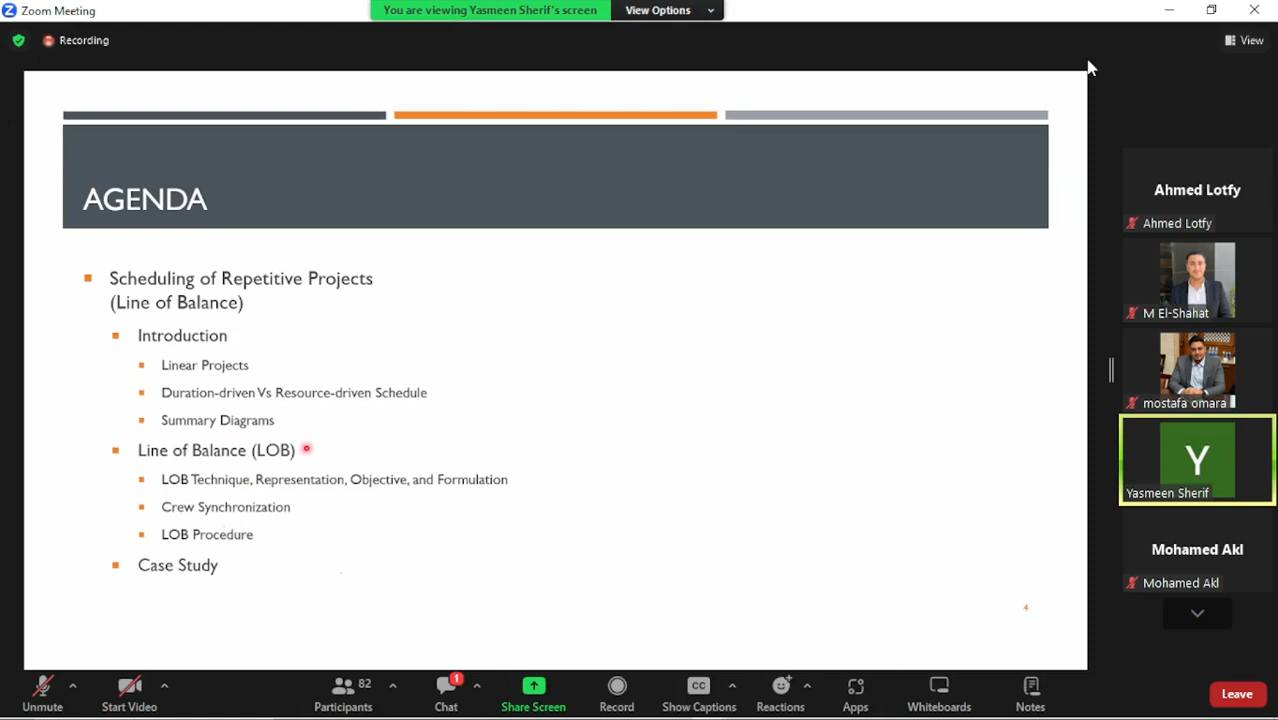 Zoom Meeting
You are viewing Yasmeen Sherif's screen
View Options
Recording
View
AGENDA
Scheduling of Repetitive Projects
(Line of Balance)
Introduction
Linear Projects
Duration-driven Vs Resource-driven Schedule
Summary Diagrams
Line of Balance (LOB)
LOB Technique, Representation, Objective, and Formulation
Crew Synchronization
LOB Procedure
Case Study
4
Ahmed Lotfy
Ahmed Lotfy
M El-Shahat
mostafa omara
Y
Yasmeen Sherif
Mohamed Akl
Mohamed Akl
Unmute
Start Video
82
Participants
1
Chat
Share Screen
Record
CC
Show Captions
Reactions
Apps
Whiteboards
Notes
Leave